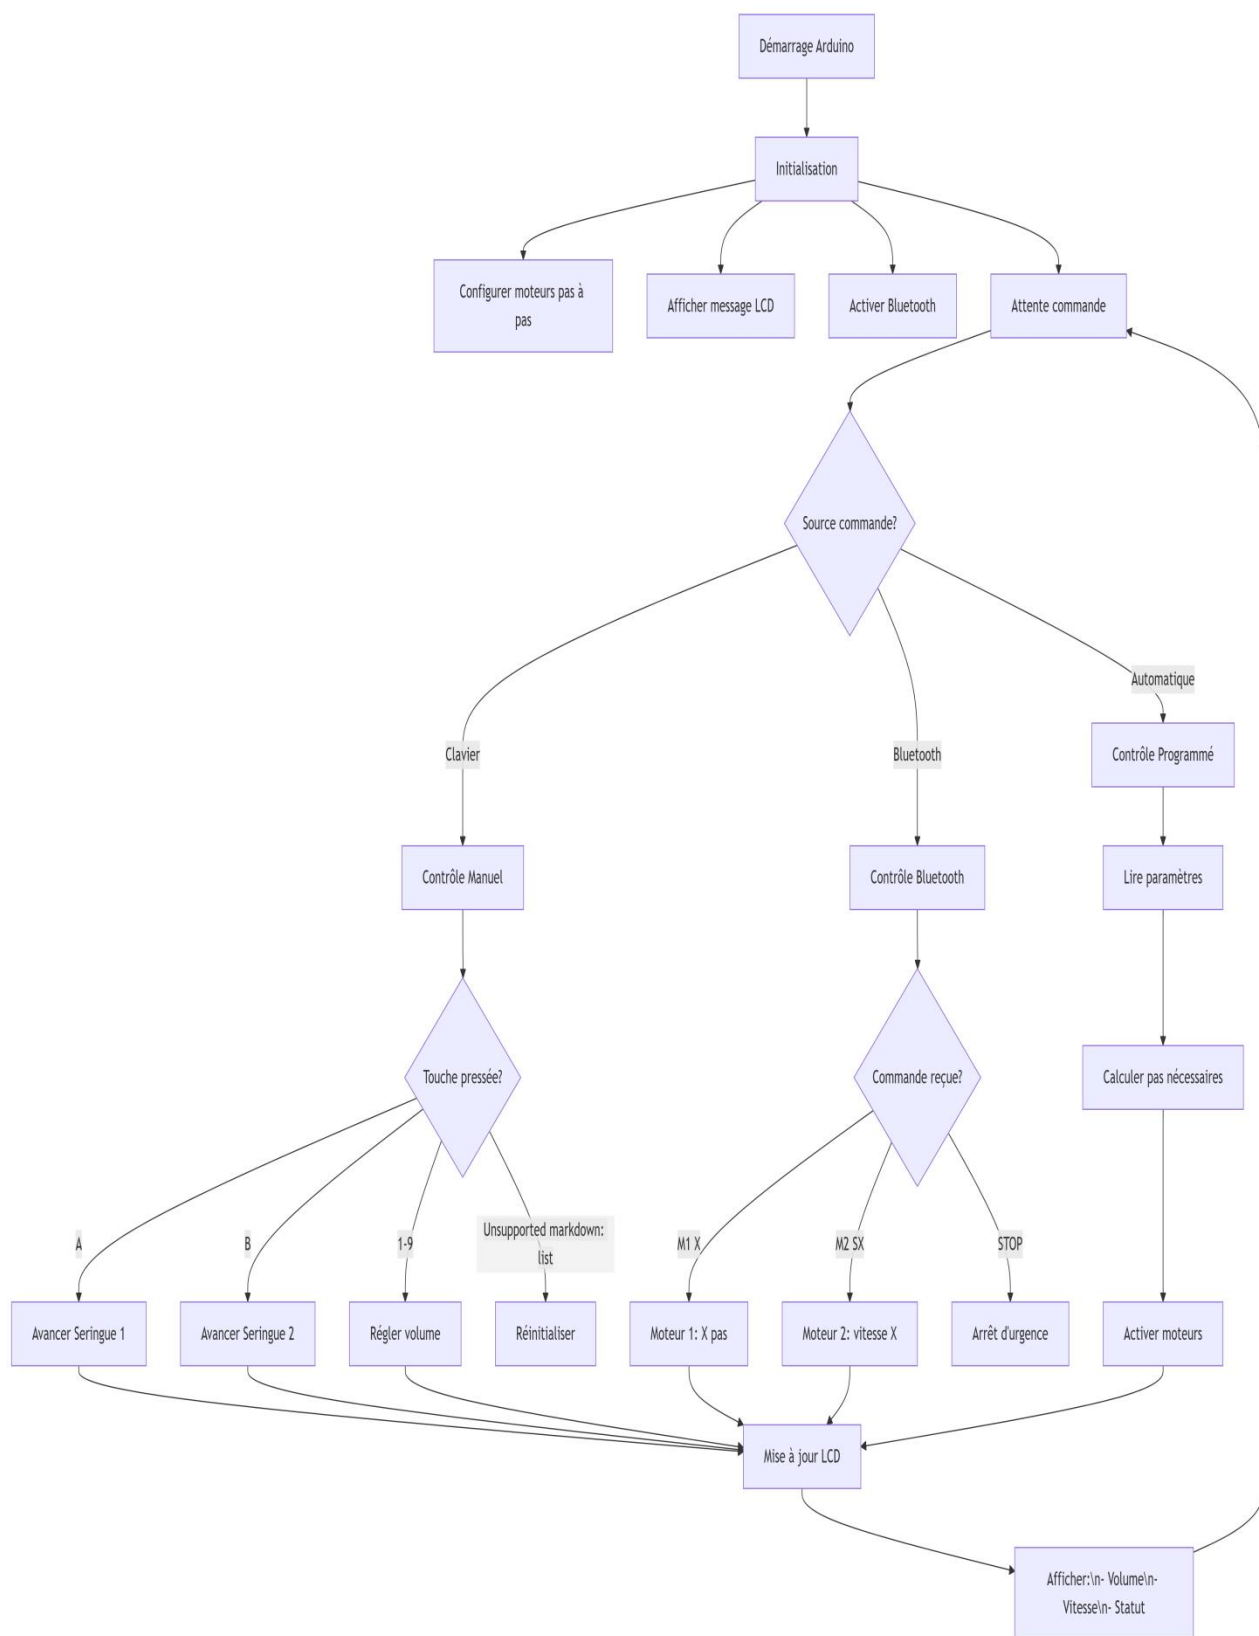 Démarrage Arduino
Initialisation
Configurer moteurs pas à
pas
Afficher message LCD
Activer Bluetooth
Attente commande
Source commande?
Automatique
Clavier
Bluetooth
Contrôle Programmé
Contrôle Manuel
Contrôle Bluetooth
Lire paramètres
Touche pressée?
Commande reçue?
Calculer pas nécessaires
A
B
1-9
Unsupported markdown:
list
M1 X
M2 SX
STOP
Avancer Seringue 1
Avancer Seringue 2
Régler volume
Réinitialiser
Moteur 1: X pas
Moteur 2: vitesse X
Arrêt d'urgence
Activer moteurs
Mise à jour LCD
Afficher:\n- Volume\n-
Vitesse\n- Statut